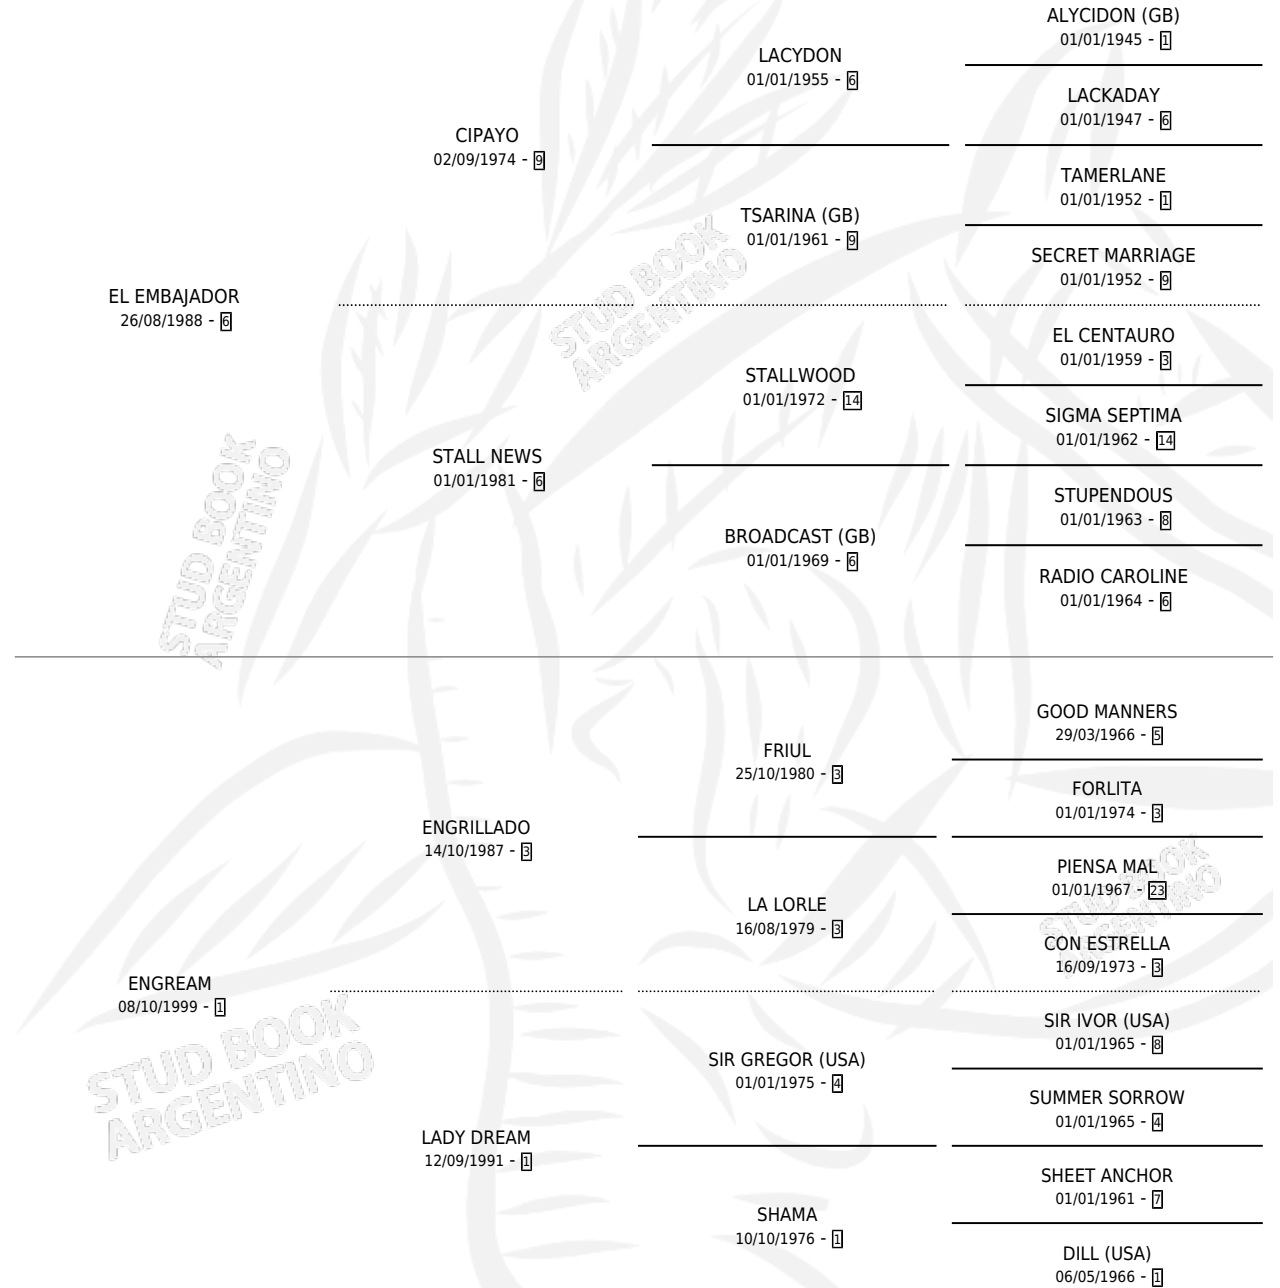 ALYCIDON (GB)
01/01/1945 - 1
LACYDON
01/01/1955 - 6
LACKADAY
01/01/1947 - 6
CIPAYO
02/09/1974 - 9
TAMERLANE
01/01/1952 - 1
TSARINA (GB)
01/01/1961 - 9
SECRET MARRIAGE
01/01/1952 - 9
EL EMBAJADOR
26/08/1988 - 6
EL CENTAURO
01/01/1959 - 3
STALLWOOD
01/01/1972 - 14
SIGMA SEPTIMA
01/01/1962 - 14
STALL NEWS
01/01/1981 - 6
STUPENDOUS
01/01/1963 - 8
BROADCAST (GB)
01/01/1969 - 6
RADIO CAROLINE
01/01/1964 - 6
STUD BOOK
ARGENTINO
STUD BOOK
ARGENTINO
GOOD MANNERS
29/03/1966 - 5
FRIUL
25/10/1980 - 3
FORLITA
01/01/1974 - 3
ENGRILLADO
14/10/1987 - 3
PIENSA MAL
01/01/1967 - 23
LA LORLE
16/08/1979 - 3
CON ESTRELLA
16/09/1973 - 3
STUD BOOK
ARGENTINO
ENGREAM
08/10/1999 - 1
SIR IVOR (USA)
01/01/1965 - 8
SIR GREGOR (USA)
01/01/1975 - 4
SUMMER SORROW
01/01/1965 - 4
LADY DREAM
12/09/1991 - 1
SHEET ANCHOR
01/01/1961 - 7
SHAMA
10/10/1976 - 1
DILL (USA)
06/05/1966 - 1
STUD BOOK
ARGENTINO